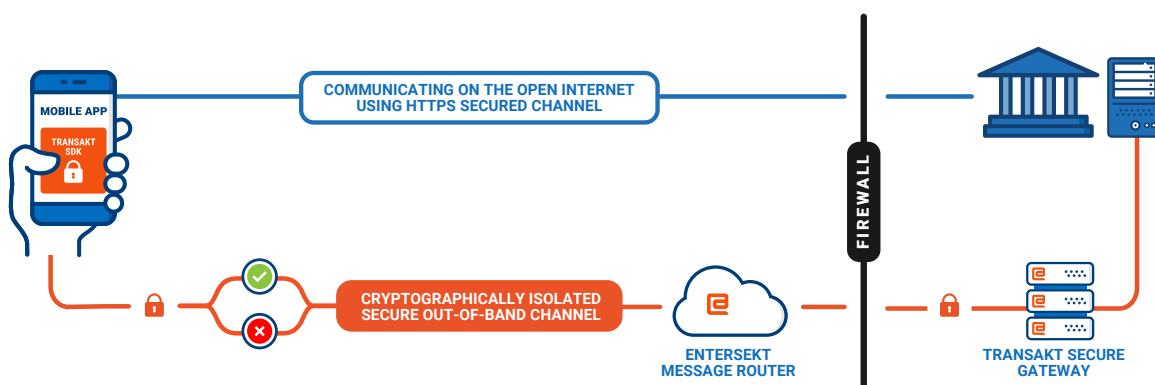 COMMUNICATING ON THE OPEN INTERNET
USING HTTPS SECURED CHANNEL
MOBILE APP
TRANSAKT
SDK
FIREWALL
CRYPTOGRAPHICALLY ISOLATED
SECURE OUT-OF-BAND CHANNEL
ENTERSEKT
MESSAGE ROUTER
TRANSAKT SECURE
GATEWAY